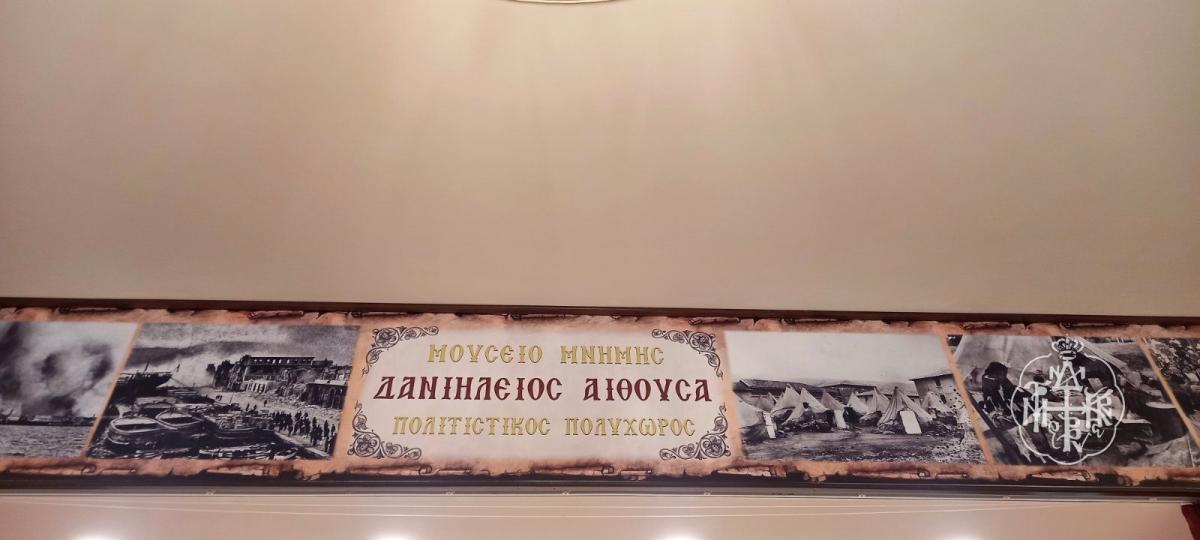 ΜΟΥΣΕΙΟ ΜΝΗΜΗΣ
ΔΑΝΙΗΛΕΙΟΣ ΑΙΘΟΥΣΑ
ΠΟΛΙΤΙΣΤΙΚΟΣ ΠΟΛΥΧΩΡΟΣ